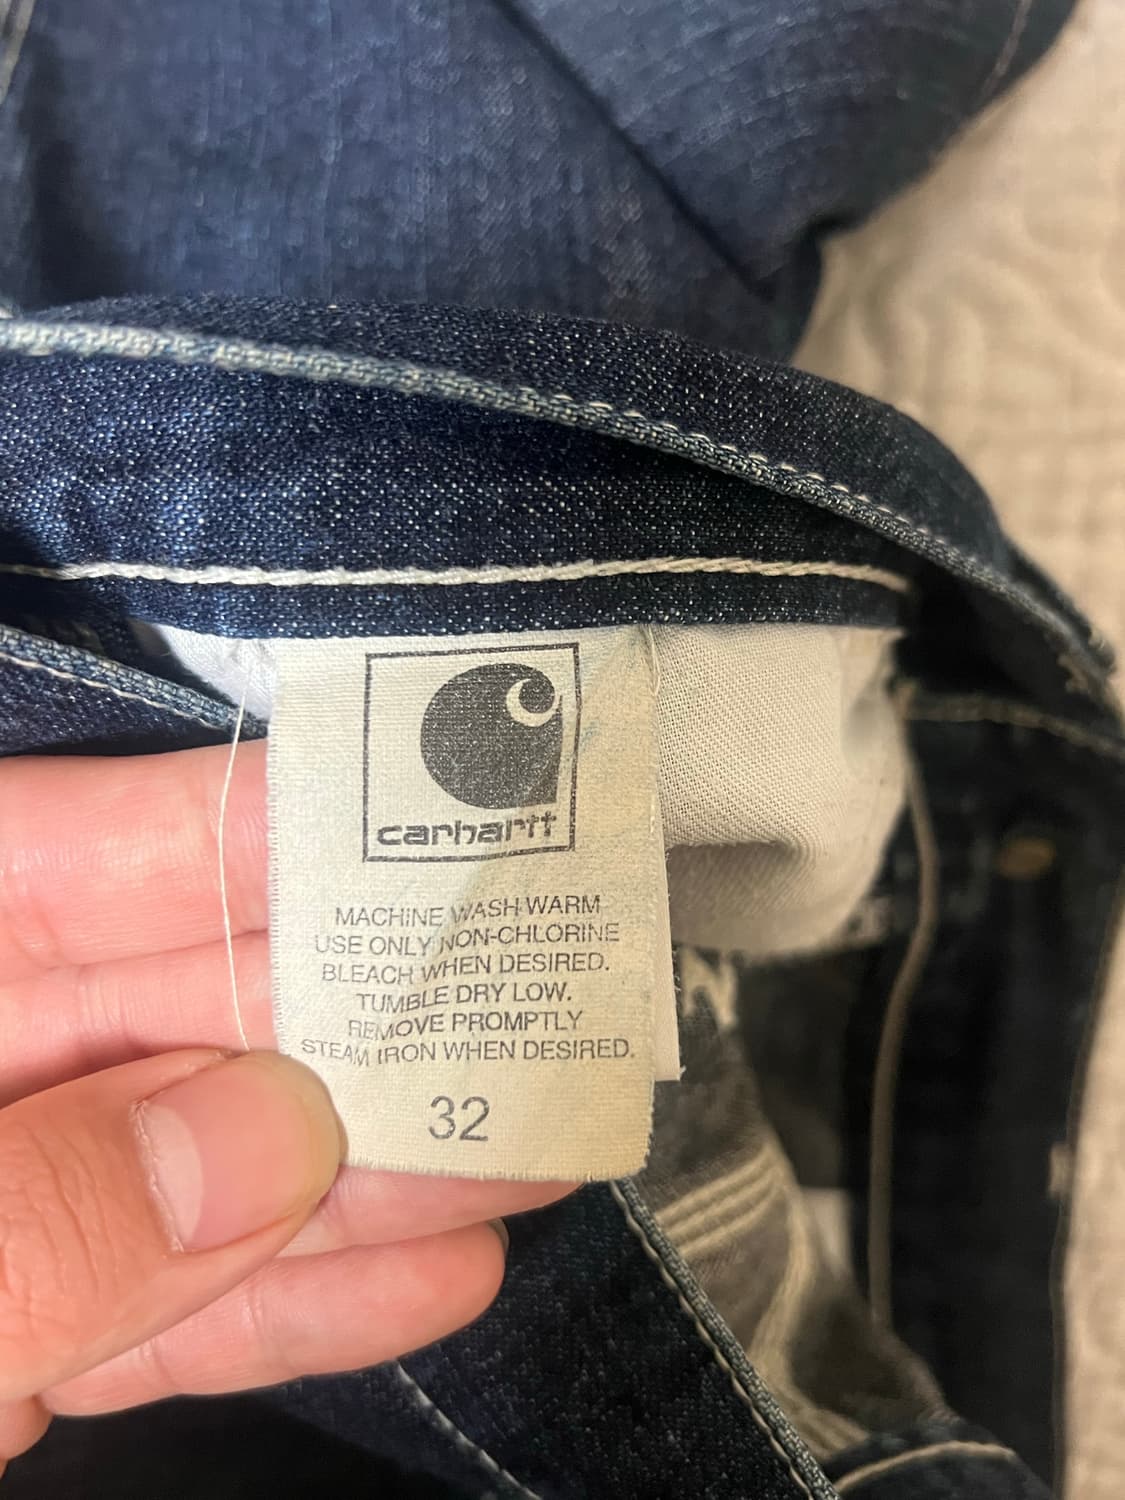 carhartt
MACHINE WASH WARM
USE ONLY NON-CHLORINE
BLEACH WHEN DESIRED.
TUMBLE DRY LOW.
REMOVE PROMPTLY
STEAM IRON WHEN DESIRED.
32